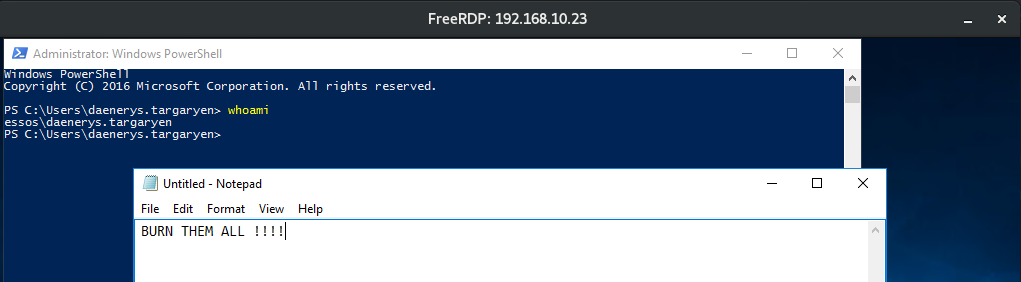 FreeRDP: 192.168.10.23
Administrator: Windows PowerShell
Windows PowerShell
Copyright (C) 2016 Microsoft Corporation. All rights reserved.
PS C:\Users\daenerys.targaryen> whoami
essos\daenerys.targaryen
PS C:\Users\daenerys.targaryen>
Untitled - Notepad
File Edit Format View Help
BURN THEM ALL !!!!